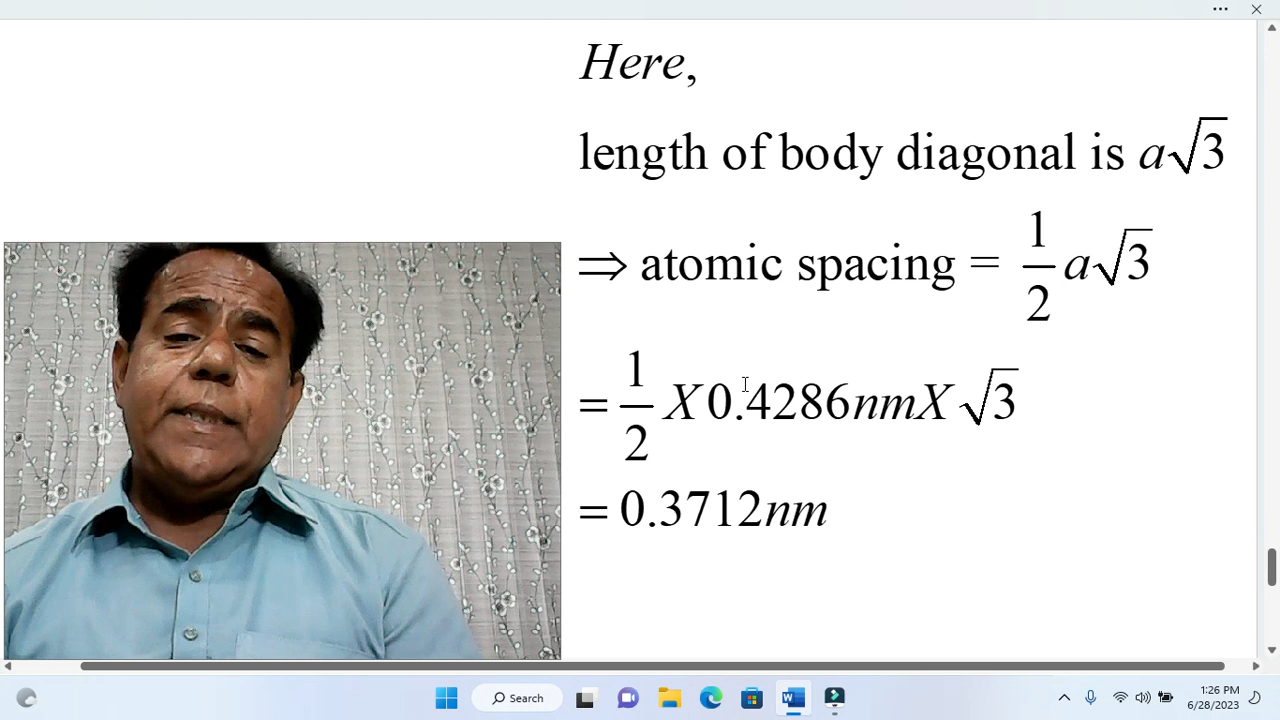 Here,
length of body diagonal is a√3
⇒ atomic spacing = 1/2 a√3
= 1/2 X 0.4286nmX√3
= 0.3712nm
Search
1:26 PM
6/28/2023